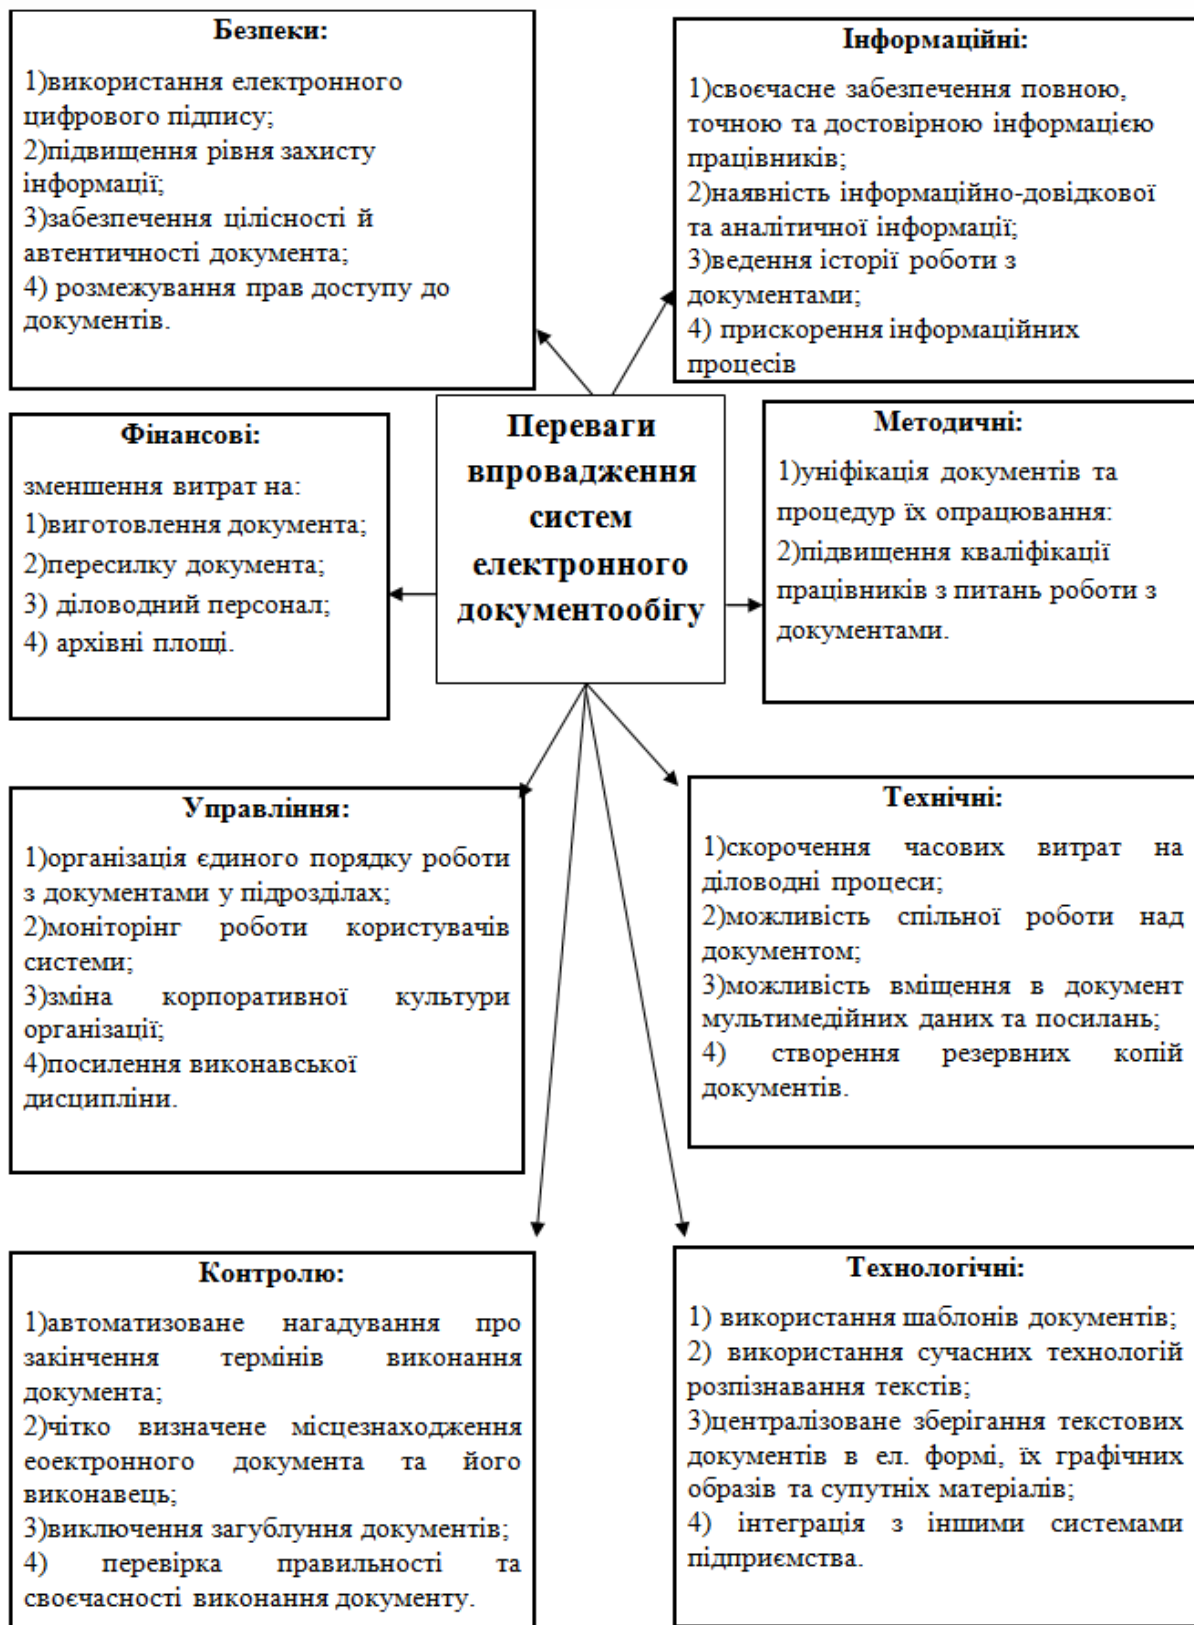 Безпеки:
1)використання електронного
цифрового підпису;
2)підвищення рівня захисту
інформації;
3)забезпечення цілісності й
автентичності документа;
4) розмежування прав доступу до
документів.
Інформаційні:
1)своєчасне забезпечення повною,
точною та достовірною інформацією
працівників;
2)наявність інформаційно-довідкової
та аналітичної інформації;
3)ведення історії роботи з
документами;
4) прискорення інформаційних
процесів
Фінансові:
зменшення витрат на:
1)виготовлення документа;
2)пересилку документа;
3) діловодний персонал;
4) архівні площі.
Переваги
впровадження
систем
електронного
документообігу
Методичні:
1)уніфікація документів та
процедур їх опрацювання:
2)підвищення кваліфікації
працівників з питань роботи з
документами.
Управління:
1)організація єдиного порядку роботи
з документами у підрозділах;
2)моніторінг роботи користувачів
системи;
3)зміна корпоративної культури
організації;
4)посилення виконавської
дисципліни.
Технічні:
1)скорочення часових витрат на
діловодні процеси;
2)можливість спільної роботи над
документом;
3)можливість вміщення в документ
мультимедійних даних та посилань;
4) створення резервних копій
документів.
Контролю:
1)автоматизоване нагадування про
закінчення термінів виконання
документа;
2)чітко визначене місцезнаходження
еоектронного документа та його
виконавець;
3)виключення загублуння документів;
4) перевірка правильності та
своєчасності виконання документу.
Технологічні:
1) використання шаблонів документів;
2) використання сучасних технологій
розпізнавання текстів;
3)централізоване зберігання текстових
документів в ел. формі, їх графічних
образів та супутніх матеріалів;
4) інтеграція з іншими системами
підприємства.